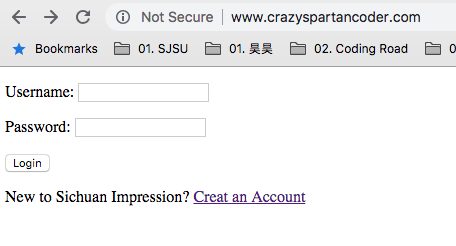 Not Secure | www.crazyspartancoder.com
Bookmarks 01. SJSU 01. 昊昊 02. Coding Road 0
Username:
Password:
Login
New to Sichuan Impression? Creat an Account